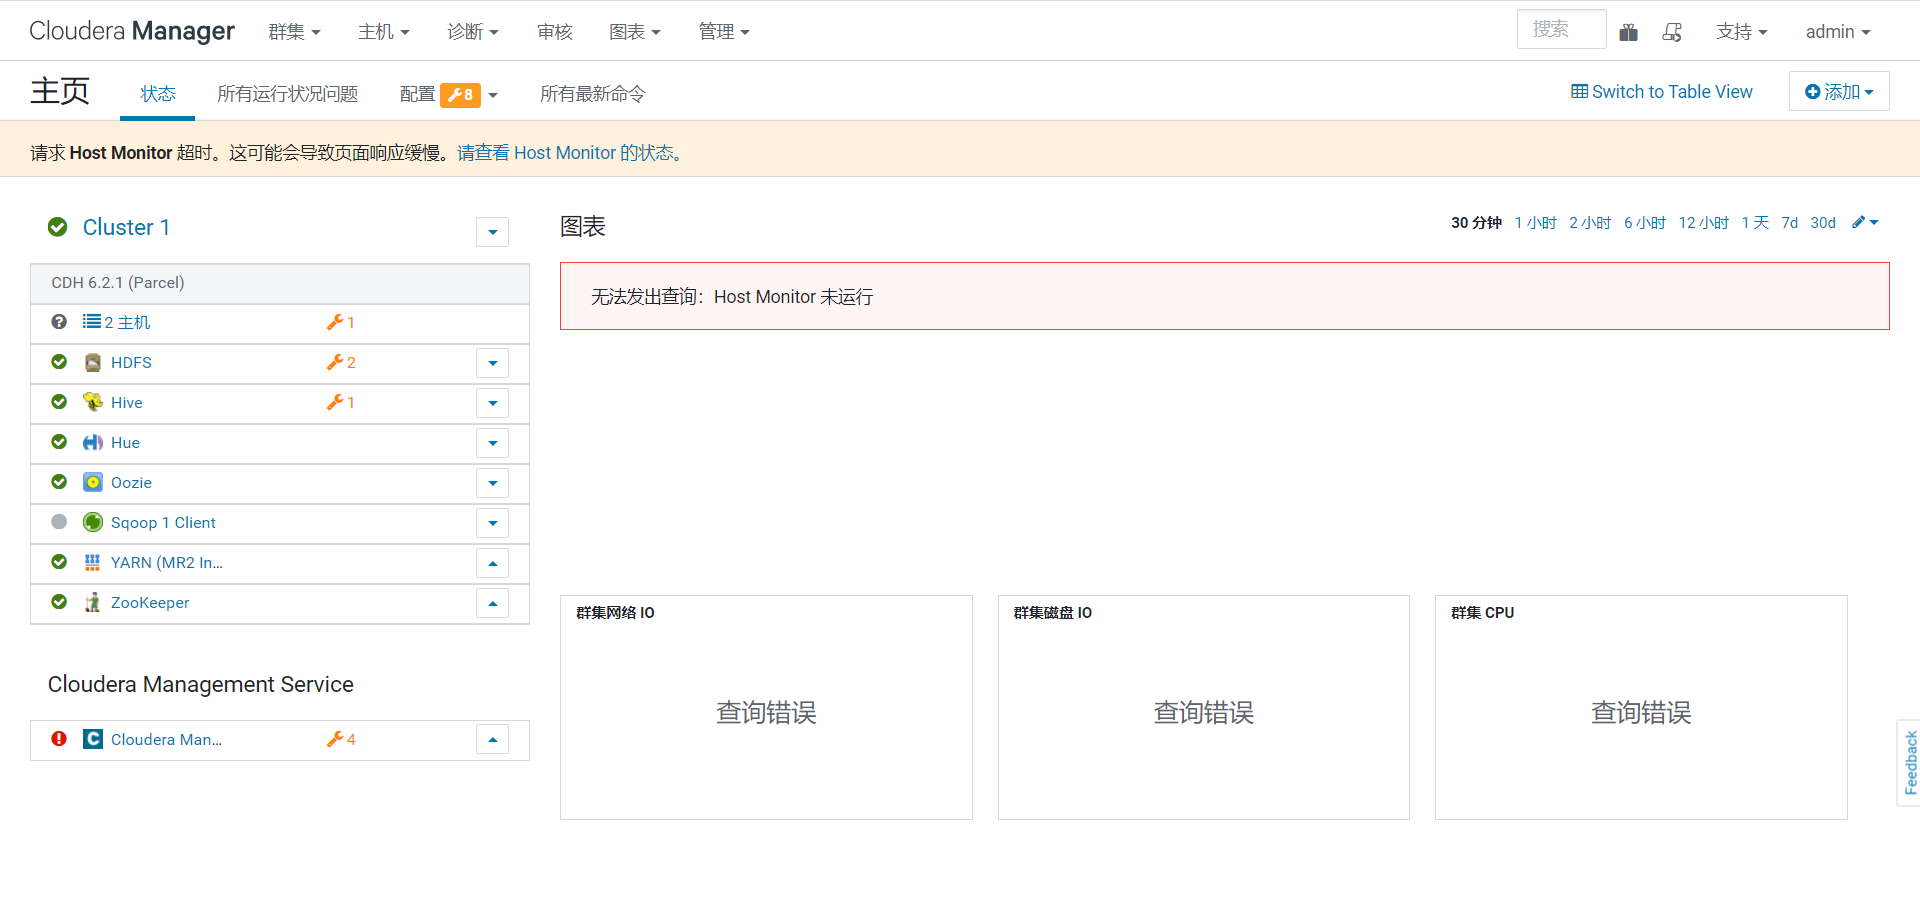 Cloudera Manager 群集 主机 诊断 审核 图表 管理 搜索 支持 admin
主页 状态 所有运行状况问题 配置 8 所有最新命令 Switch to Table View 添加
请求 Host Monitor 超时。这可能会导致页面响应缓慢。请查看 Host Monitor 的状态。
Cluster 1
图表 30 分钟 1 小时 2 小时 6 小时 12 小时 1 天 7d 30d
CDH 6.2.1 (Parcel)
2 主机 1
HDFS 2
Hive 1
Hue
Oozie
Sqoop 1 Client
YARN (MR2 In...
ZooKeeper
Cloudera Management Service
C Cloudera Man... 4
无法发出查询：Host Monitor 未运行
群集网络 IO
查询错误
群集磁盘 IO
查询错误
群集 CPU
查询错误
Feedback